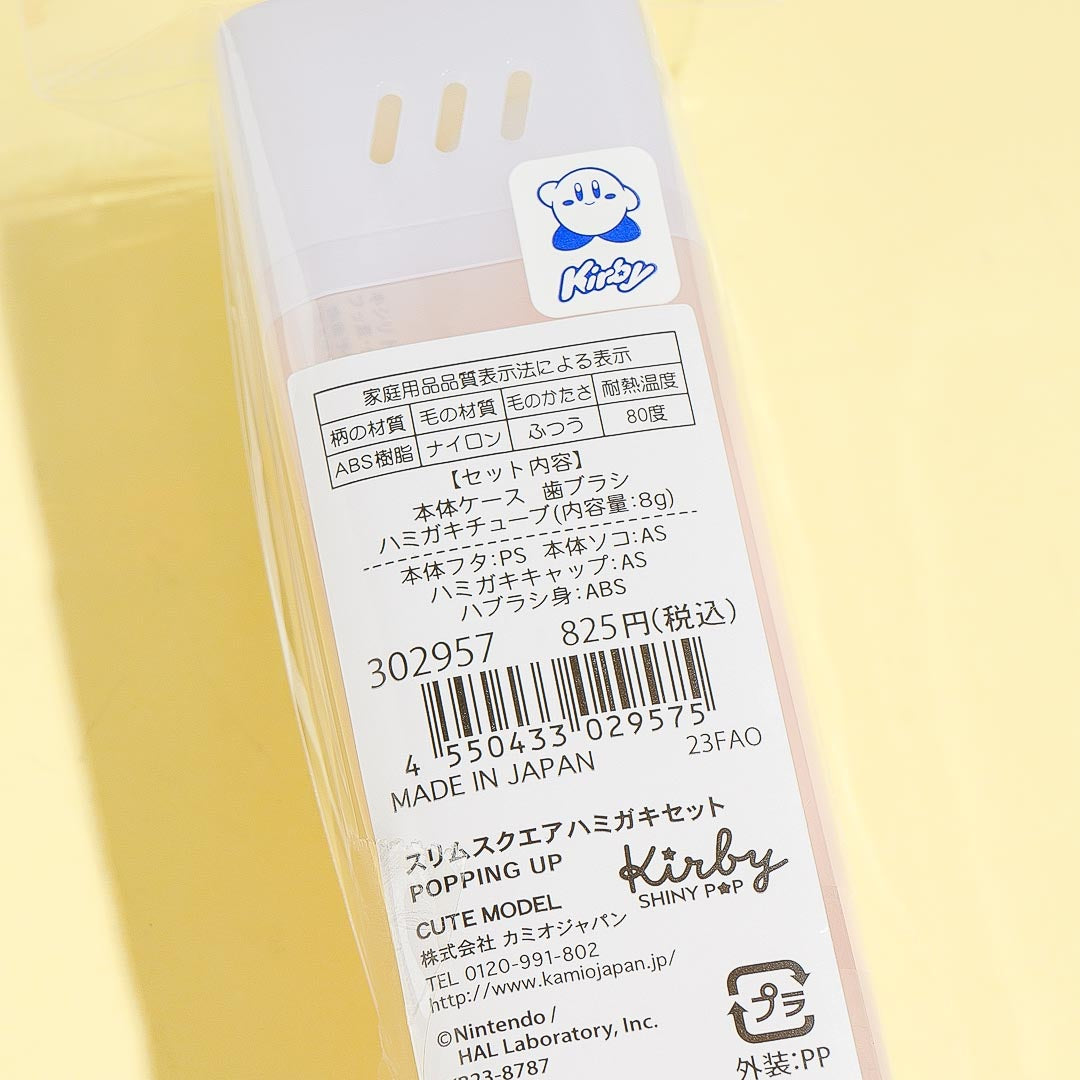 Kirby
家庭用品品質表示法による表示
柄の材質 毛の材質 毛のかたさ 耐熱温度
ABS樹脂 ナイロン ふつう 80度
【セット内容】
本体ケース 歯ブラシ
ハミガキチューブ(内容量:8g)
本体フタ:PS 本体ソコ:AS
ハミガキキャップ:AS
ハブラシ身:ABS
302957 825円(税込)
4 550433 029575
MADE IN JAPAN 23FAO
スリムスクエアハミガキセット
POPPING UP
Kirby
SHINY POP
CUTE MODEL
株式会社 カミオジャパン
TEL 0120-991-802
http://www.kamiojapan.jp/
©Nintendo /
HAL Laboratory, Inc.
プラ
23-8787
外装:PP